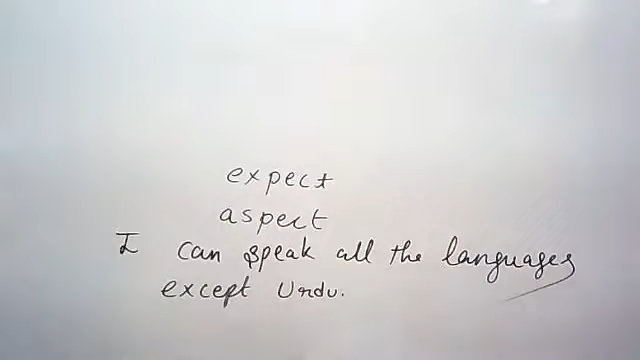 expect
aspect
I can speak all the languages
except Urdu.